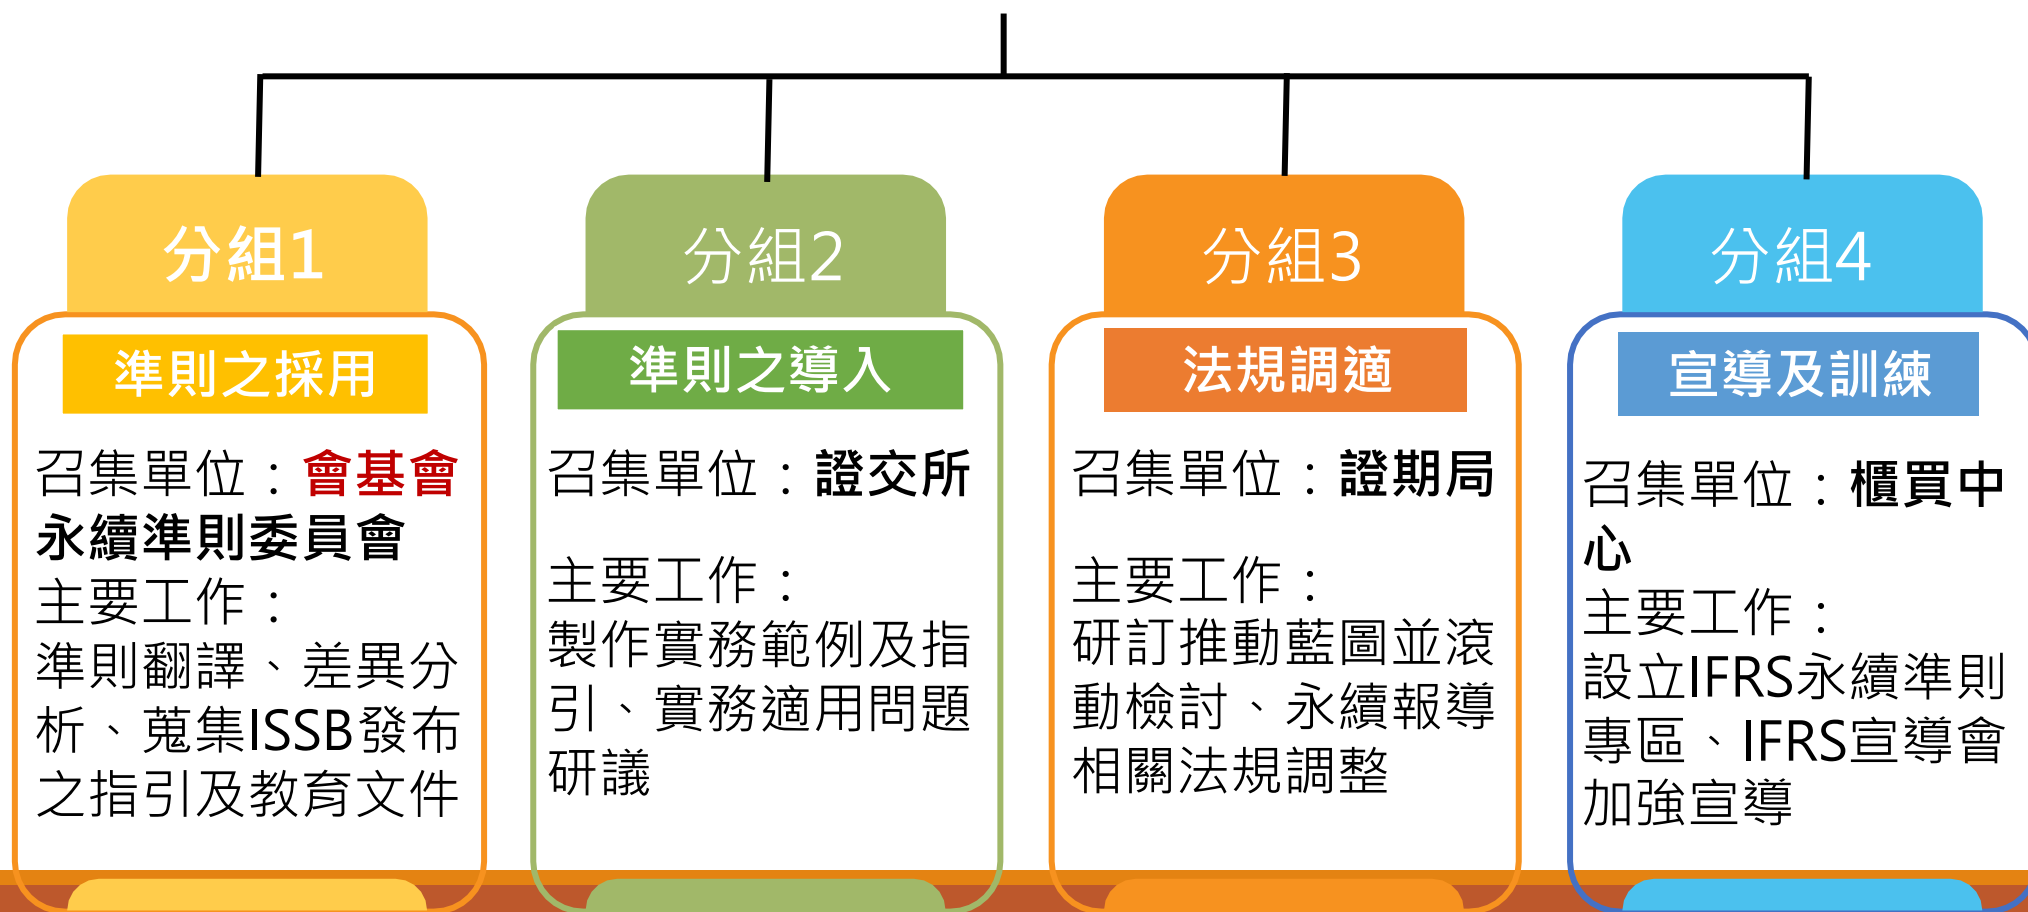 分組1
準則之採用
召集單位：會基會
永續準則委員會
主要工作：
準則翻譯、差異分
析、蒐集ISSB發布
之指引及教育文件
分組2
準則之導入
召集單位：證交所
主要工作：
製作實務範例及指
引、實務適用問題
研議
分組3
法規調適
召集單位：證期局
主要工作：
研訂推動藍圖並滾
動檢討、永續報導
相關法規調整
分組4
宣導及訓練
召集單位：櫃買中
心
主要工作：
設立IFRS永續準則
專區、IFRS宣導會
加強宣導